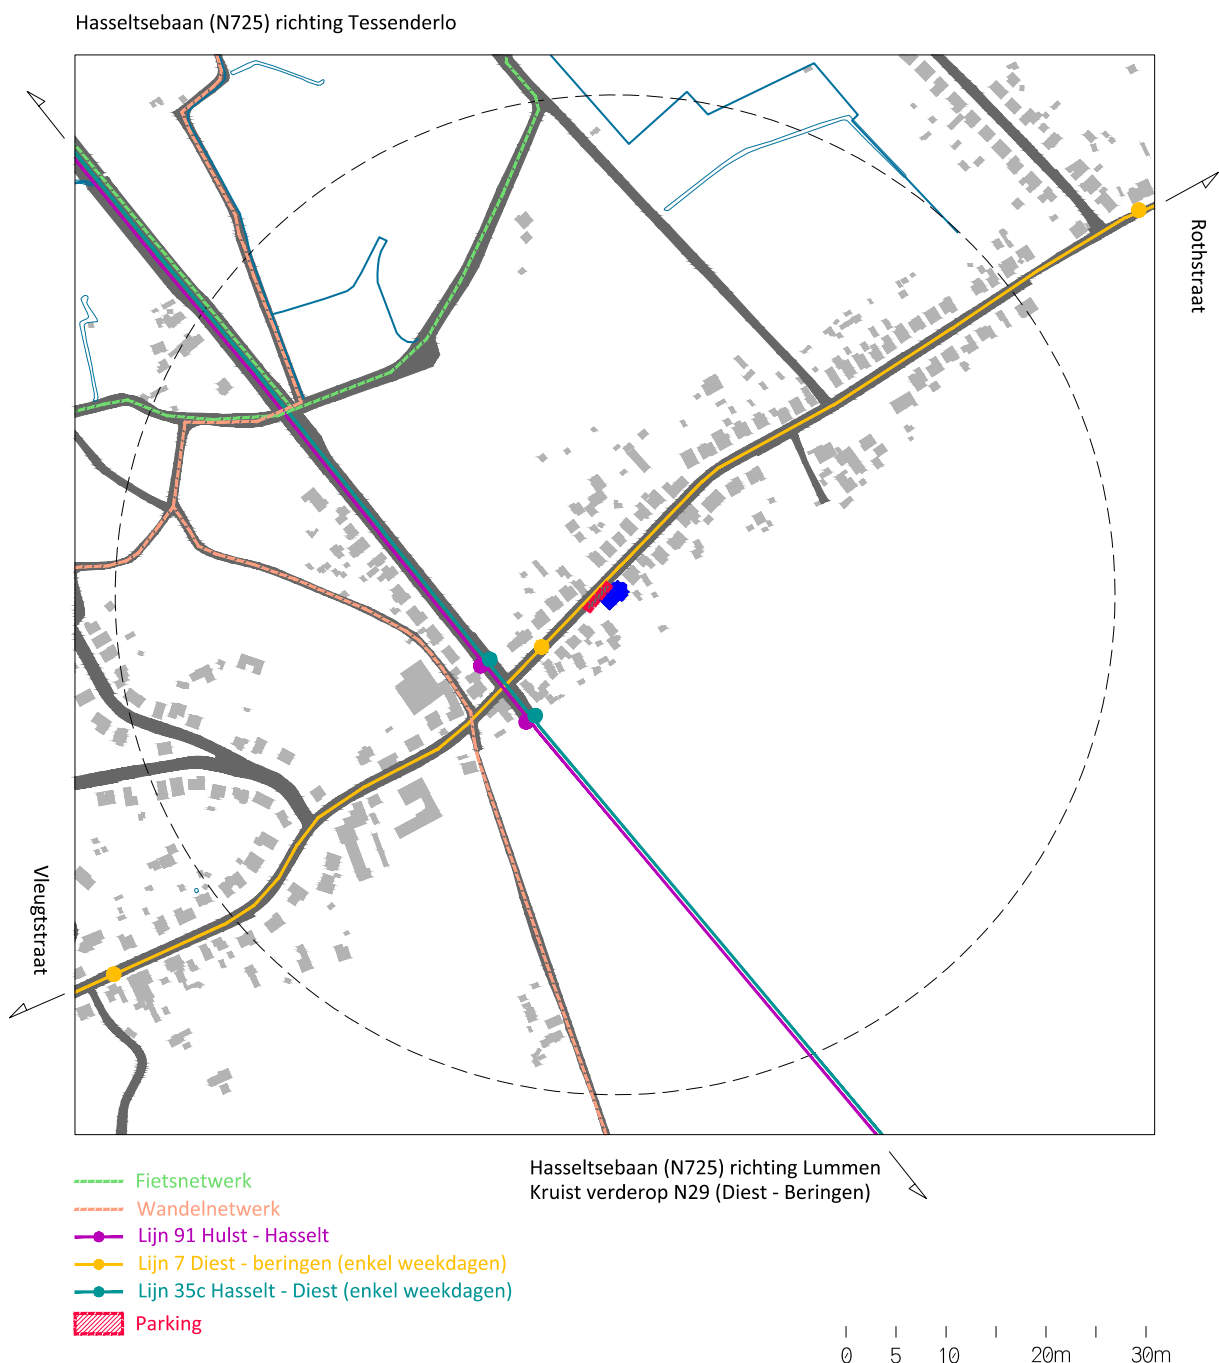 Hasseltsebaan (N725) richting Tessenderlo
Rothstraat
Vleugtstraat
Hasseltsebaan (N725) richting Lummen
Kruist verderop N29 (Diest - Beringen)
Fietsnetwerk
Wandelnetwerk
Lijn 91 Hulst - Hasselt
Lijn 7 Diest - beringen (enkel weekdagen)
Lijn 35c Hasselt - Diest (enkel weekdagen)
Parking
0 5 10 20m 30m